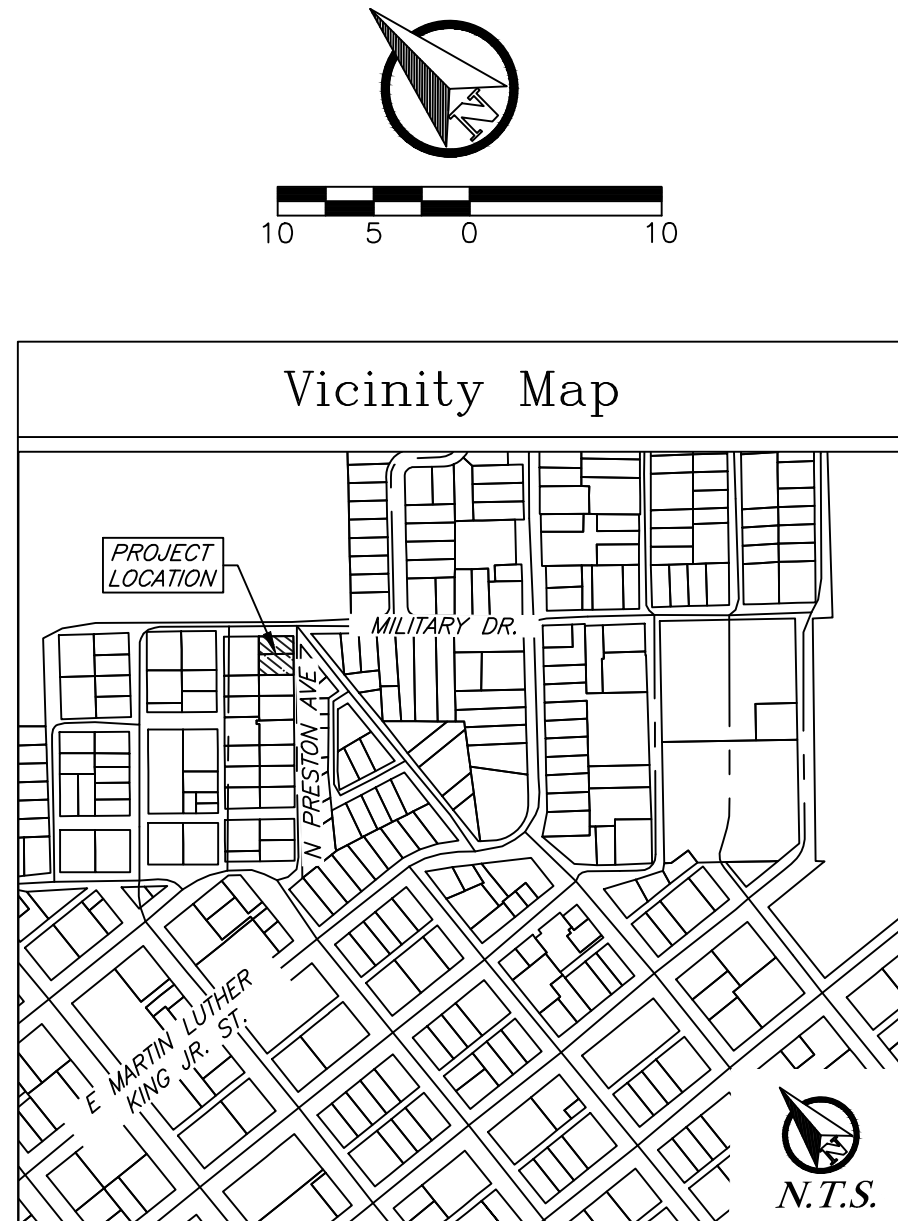 N
10 5 0 10
Vicinity Map
PROJECT
LOCATION
MILITARY DR.
N PRESTON AVE
E MARTIN LUTHER
KING JR. ST.
N
N.T.S.